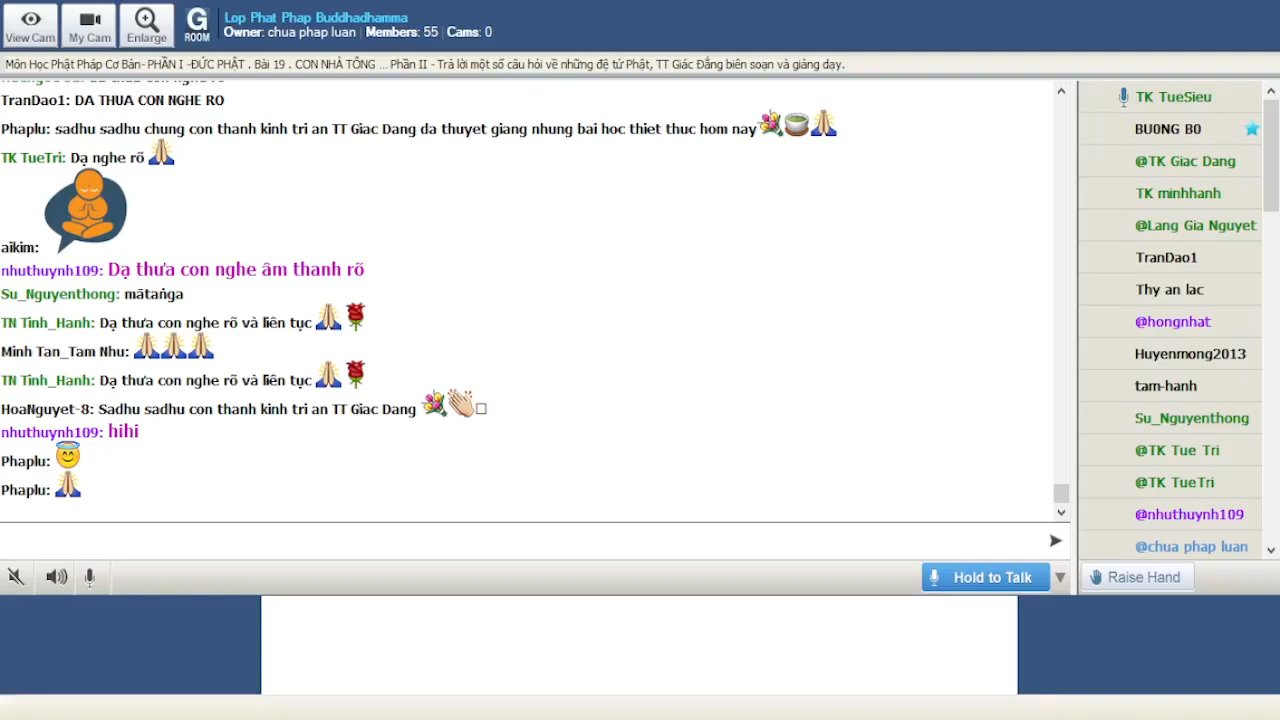 View Cam
My Cam
Enlarge
G
ROOM
Lop Phat Phap Buddhadhamma
Owner: chua phap luan | Members: 55 | Cams: 0
Môn Học Phật Pháp Cơ Bản- PHẦN I -ĐỨC PHẬT . Bài 19 . CON NHÀ TÔNG ... Phần II - Trả lời một số câu hỏi về những đệ tử Phật, TT Giác Đẳng biên soạn và giảng dạy.
TranDao1: DA THUA CON NGHE RO
Phaplu: sadhu sadhu chung con thanh kinh tri an TT Giac Dang da thuyet giang nhung bai hoc thiet thuc hom nay
TK TueTri: Dạ nghe rõ
aikim:
nhuthuynh109: Dạ thưa con nghe âm thanh rõ
Su_Nguyenthong: mātaṅga
TN Tinh_Hanh: Dạ thưa con nghe rõ và liên tục
Minh Tan_Tam Nhu:
TN Tinh_Hanh: Dạ thưa con nghe rõ và liên tục
HoaNguyet-8: Sadhu sadhu con thanh kinh tri an TT Giac Dang
nhuthuynh109: hihi
Phaplu:
Phaplu:
Hold to Talk
TK TueSieu
BU0NG B0
@TK Giac Dang
TK minhhanh
@Lang Gia Nguyet
TranDao1
Thy an lac
@hongnhat
Huyenmong2013
tam-hanh
Su_Nguyenthong
@TK Tue Tri
@TK TueTri
@nhuthuynh109
@chua phap luan
Raise Hand